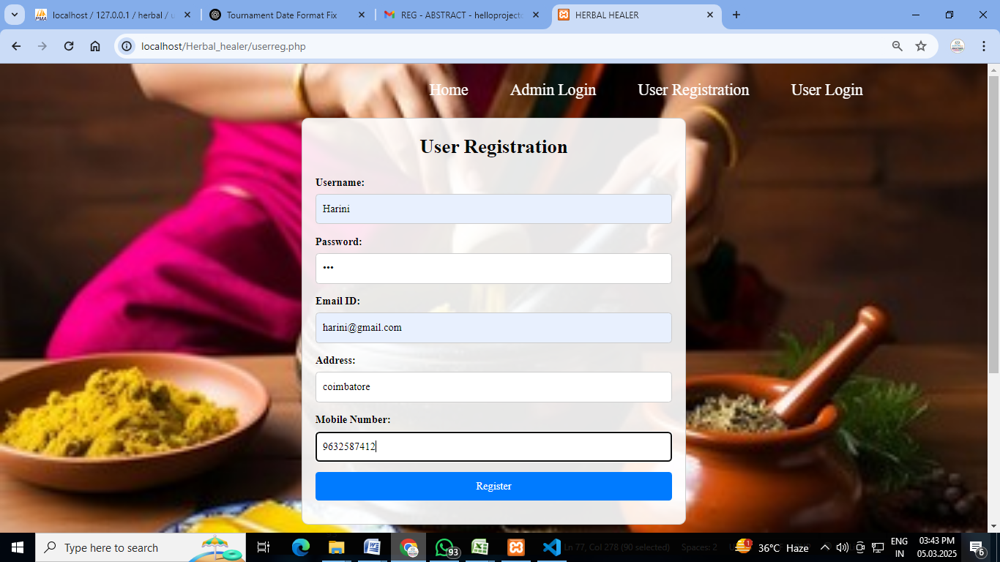 localhost / 127.0.0.1 / herbal / u
Tournament Date Format Fix
REG - ABSTRACT - helloprojecto
HERBAL HEALER
localhost/Herbal_healer/userreg.php
Home
Admin Login
User Registration
User Login
User Registration
Username:
Harini
Password:
•••
Email ID:
harini@gmail.com
Address:
coimbatore
Mobile Number:
9632587412
Register
Type here to search
93
Ln 77, Col 278 (90 selected)
Spaces: 2
1
36°C Haze
ENG
IN
03:43 PM
05.03.2025
6